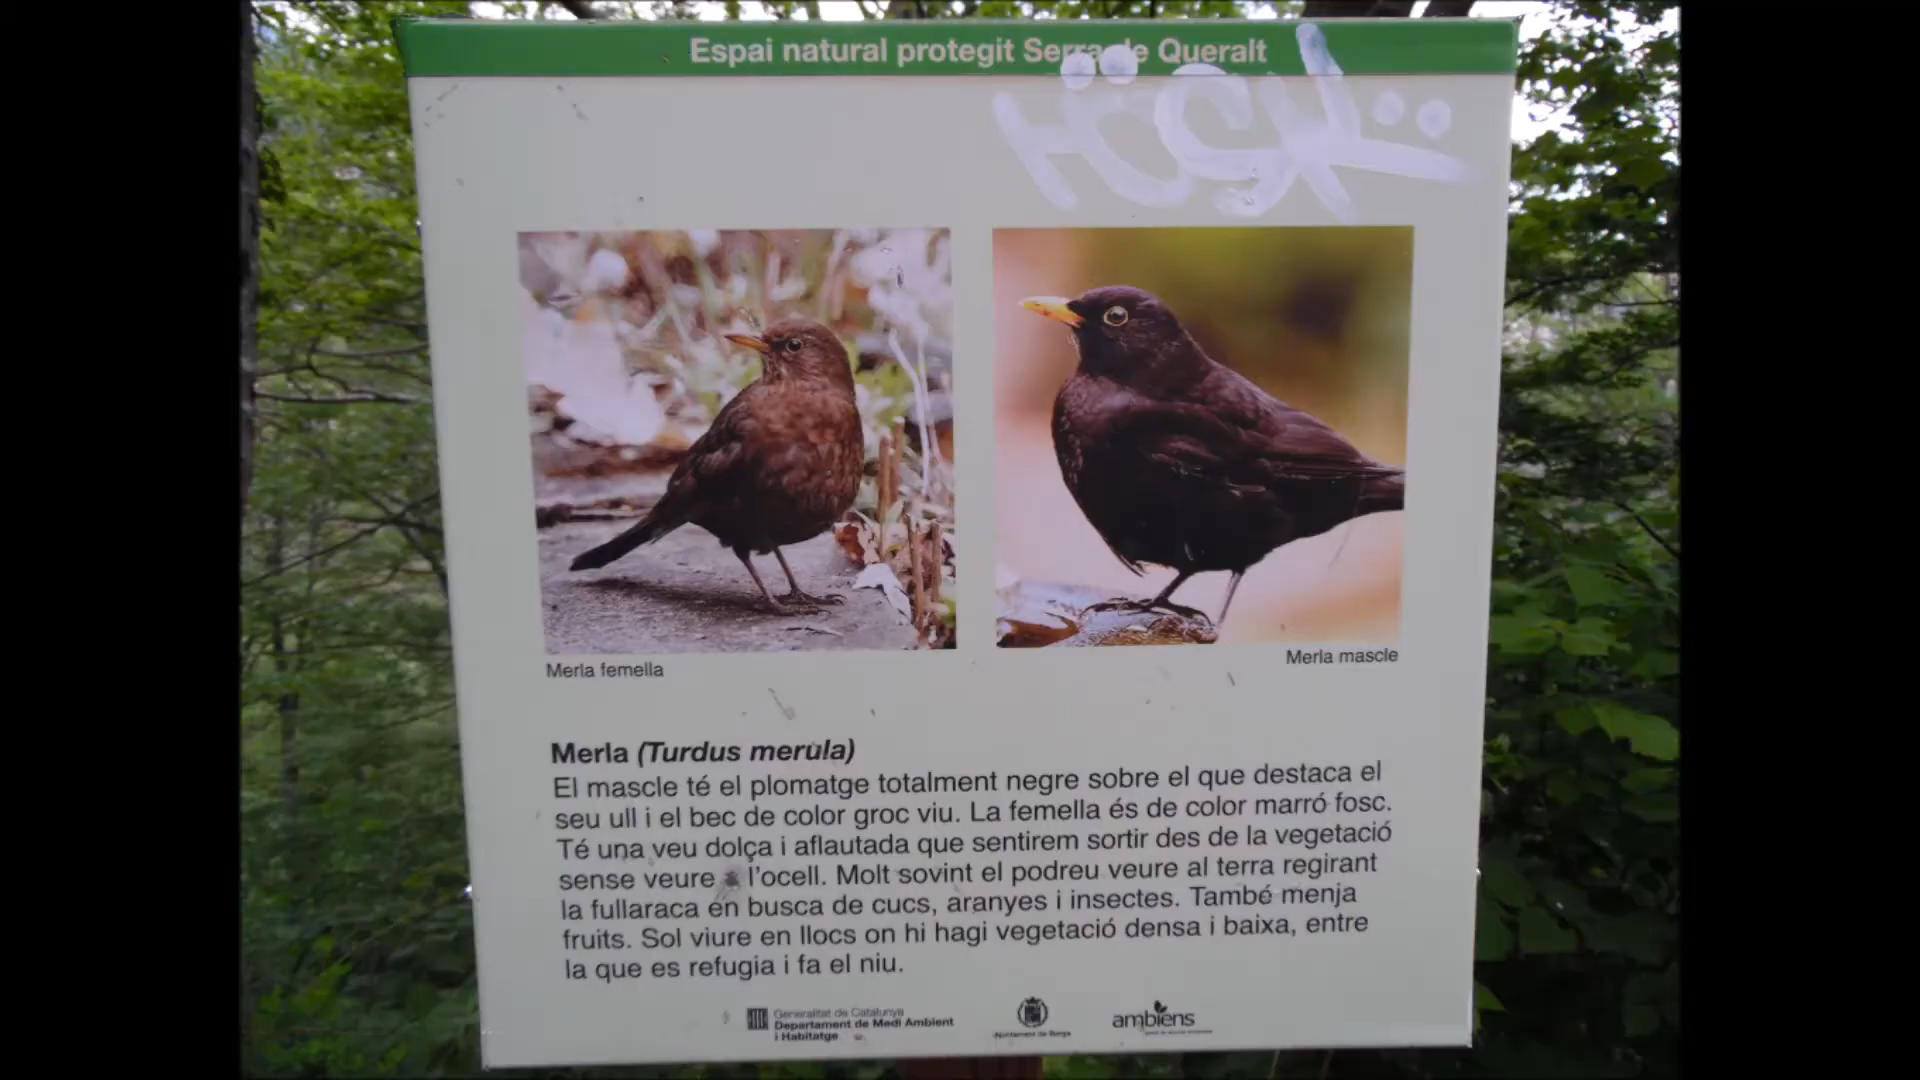 Espai natural protegit Serra de Queralt
Merla femella
Merla mascle
Merla (Turdus merula)
El mascle té el plomatge totalment negre sobre el que destaca el
seu ull i el bec de color groc viu. La femella és de color marró fosc.
Té una veu dolça i aflautada que sentirem sortir des de la vegetació
sense veure l'ocell. Molt sovint el podreu veure al terra regirant
la fullaraca en busca de cucs, aranyes i insectes. També menja
fruits. Sol viure en llocs on hi hagi vegetació densa i baixa, entre
la que es refugia i fa el niu.
Generalitat de Catalunya
Departament de Medi Ambient
i Habitatge
Ajuntament de Berga
ambiens